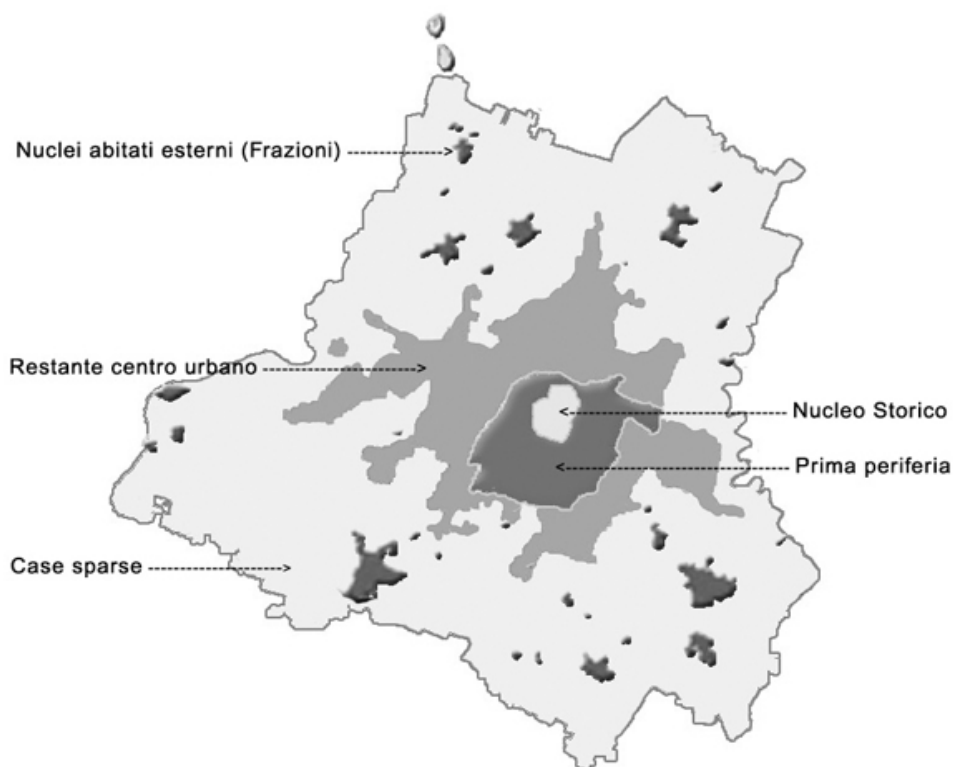 Nuclei abitati esterni (Frazioni)
Restante centro urbano
Nucleo Storico
Prima periferia
Case sparse